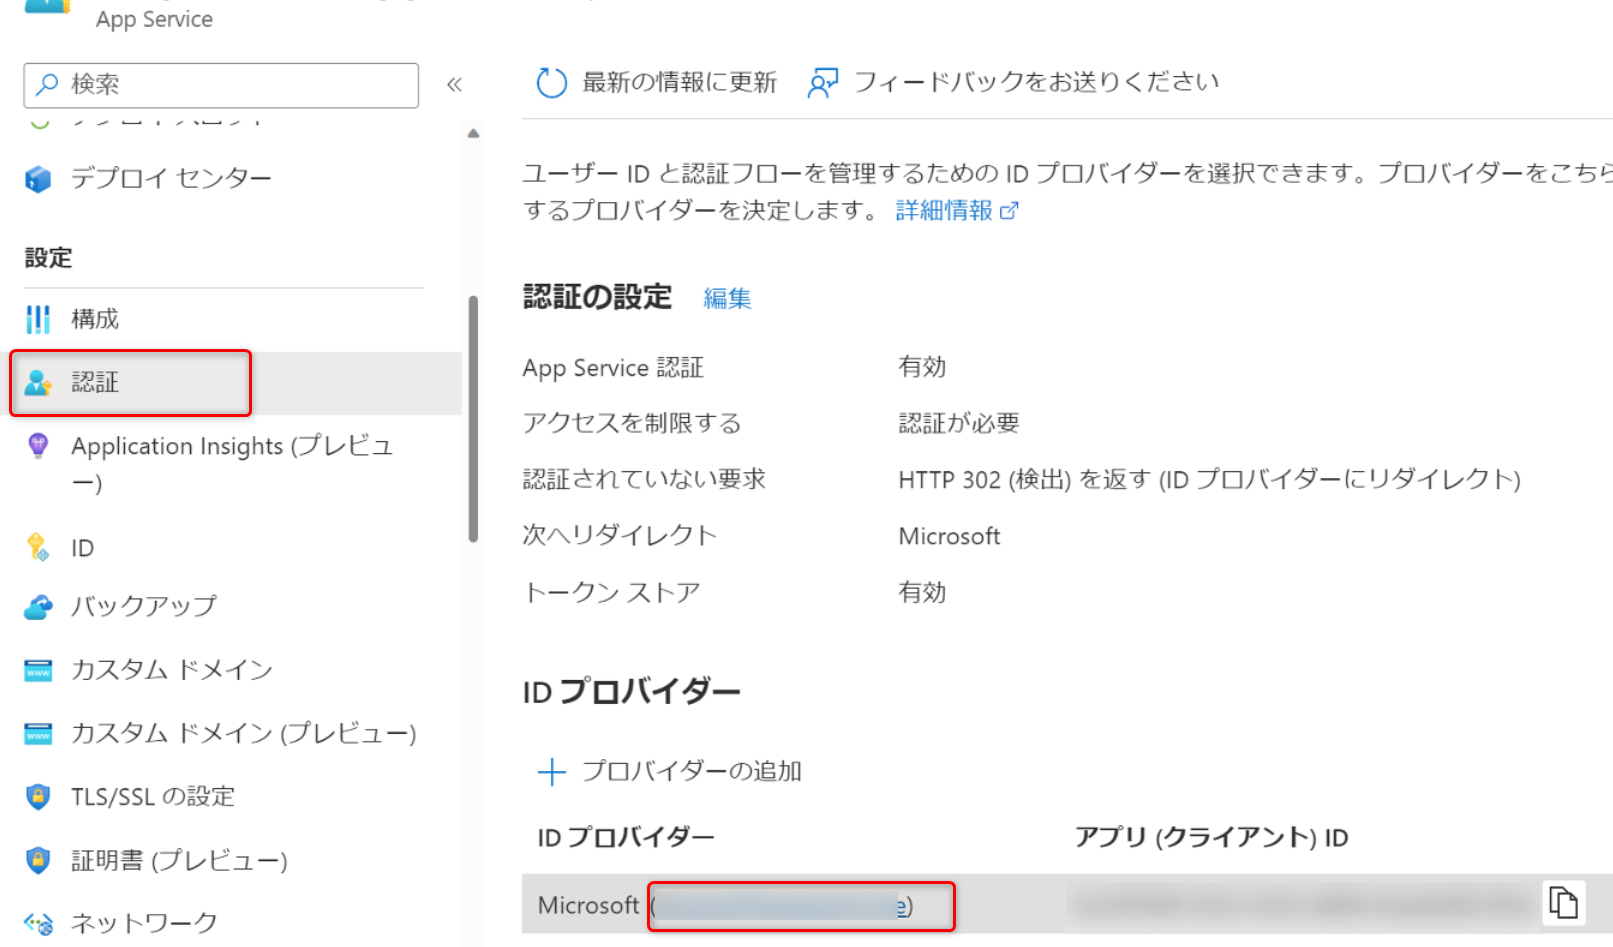 App Service
検索
«
デプロイ センター
設定
構成
認証
Application Insights (プレビュ
ー)
ID
バックアップ
カスタム ドメイン
カスタム ドメイン (プレビュー)
TLS/SSL の設定
証明書 (プレビュー)
ネットワーク
最新の情報に更新
フィードバックをお送りください
ユーザー ID と認証フローを管理するための ID プロバイダーを選択できます。プロバイダーをこちら
するプロバイダーを決定します。 詳細情報
認証の設定 編集
App Service 認証 有効
アクセスを制限する 認証が必要
認証されていない要求 HTTP 302 (検出) を返す (ID プロバイダーにリダイレクト)
次へリダイレクト Microsoft
トークン ストア 有効
ID プロバイダー
プロバイダーの追加
ID プロバイダー アプリ (クライアント) ID
Microsoft ( e)